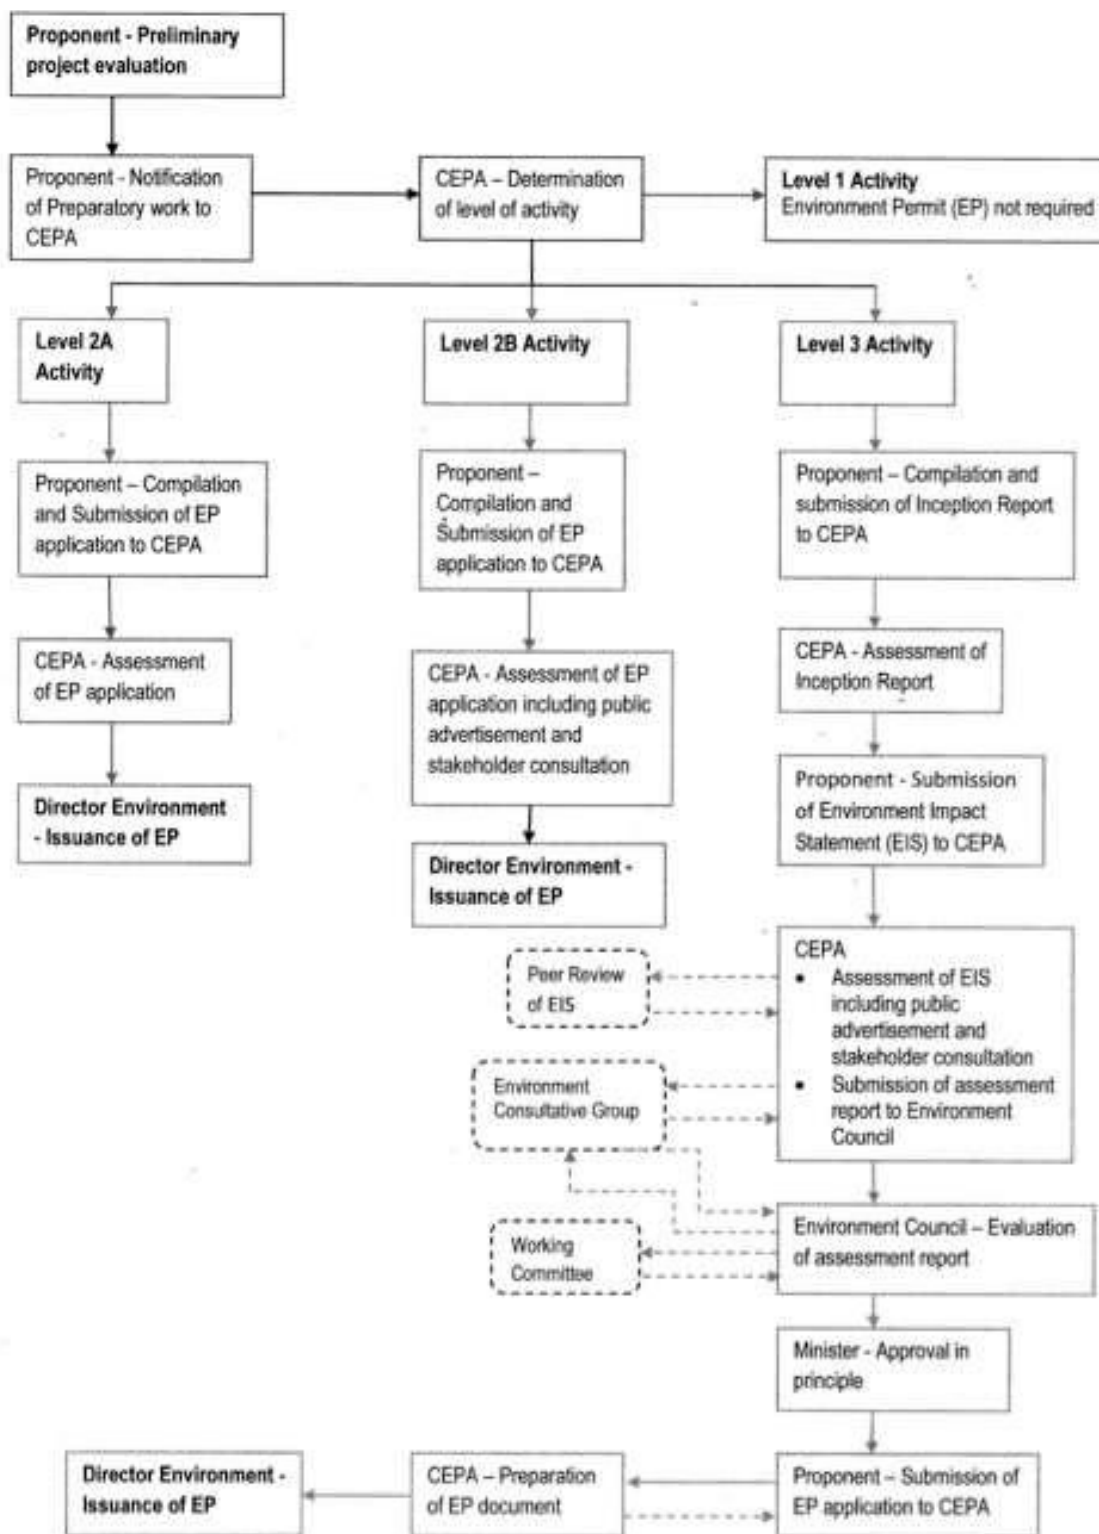 Proponent - Preliminary
project evaluation
Proponent - Notification
of Preparatory work to
CEPA
CEPA – Determination
of level of activity
Level 1 Activity
Environment Permit (EP) not required
Level 2A
Activity
Level 2B Activity
Level 3 Activity
Proponent – Compilation
and Submission of EP
application to CEPA
Proponent –
Compilation and
Submission of EP
application to CEPA
Proponent – Compilation and
submission of Inception Report
to CEPA
CEPA - Assessment
of EP application
CEPA - Assessment of EP
application including public
advertisement and
stakeholder consultation
CEPA - Assessment of
Inception Report
Director Environment
- Issuance of EP
Director Environment -
Issuance of EP
Proponent - Submission
of Environment Impact
Statement (EIS) to CEPA
Peer Review
of EIS
CEPA
• Assessment of EIS
including public
advertisement and
stakeholder consultation
• Submission of assessment
report to Environment
Council
Environment
Consultative Group
Environment Council – Evaluation
of assessment report
Working
Committee
Minister - Approval in
principle
Director Environment -
Issuance of EP
CEPA – Preparation
of EP document
Proponent – Submission of
EP application to CEPA